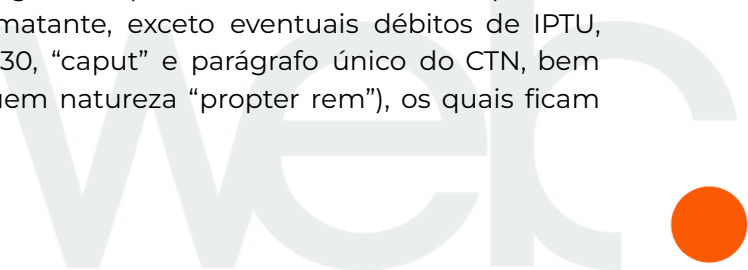 matante, exceto eventuais débitos de IPTU,
30, “caput” e parágrafo único do CTN, bem
uem natureza “propter rem”), os quais ficam
web.